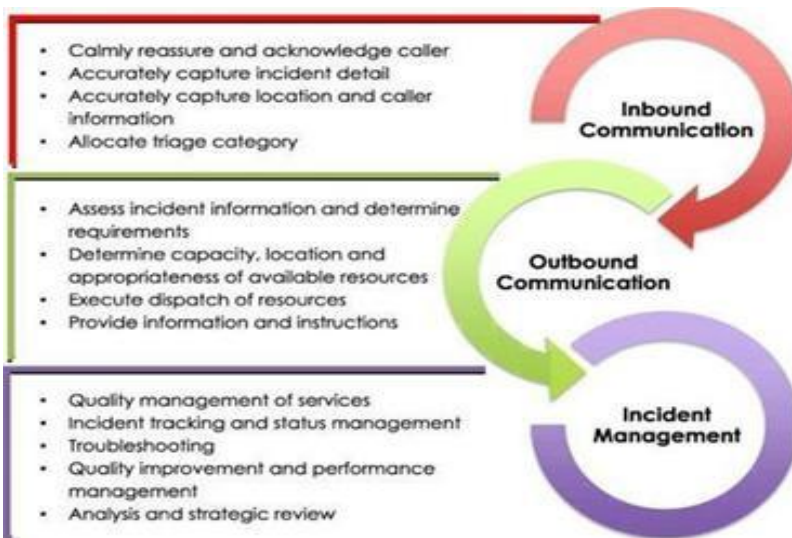 • Calmly reassure and acknowledge caller
• Accurately capture incident detail
• Accurately capture location and caller
information
• Allocate triage category
Inbound
Communication
• Assess incident information and determine
requirements
• Determine capacity, location and
appropriateness of available resources
• Execute dispatch of resources
• Provide information and instructions
Outbound
Communication
• Quality management of services
• Incident tracking and status management
• Troubleshooting
• Quality improvement and performance
management
• Analysis and strategic review
Incident
Management